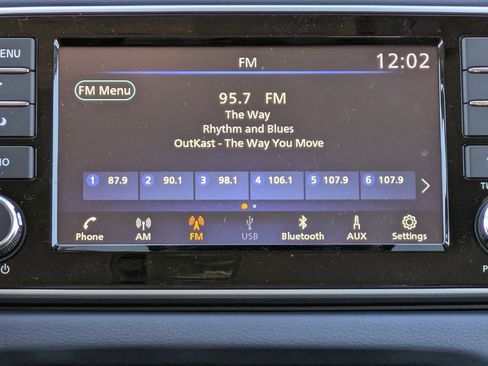 MENU
FM
12:02
FM Menu
95.7 FM
The Way
Rhythm and Blues
OutKast - The Way You Move
1 87.9 2 90.1 3 98.1 4 106.1 5 107.9 6 107.9
Phone AM FM USB Bluetooth AUX Settings